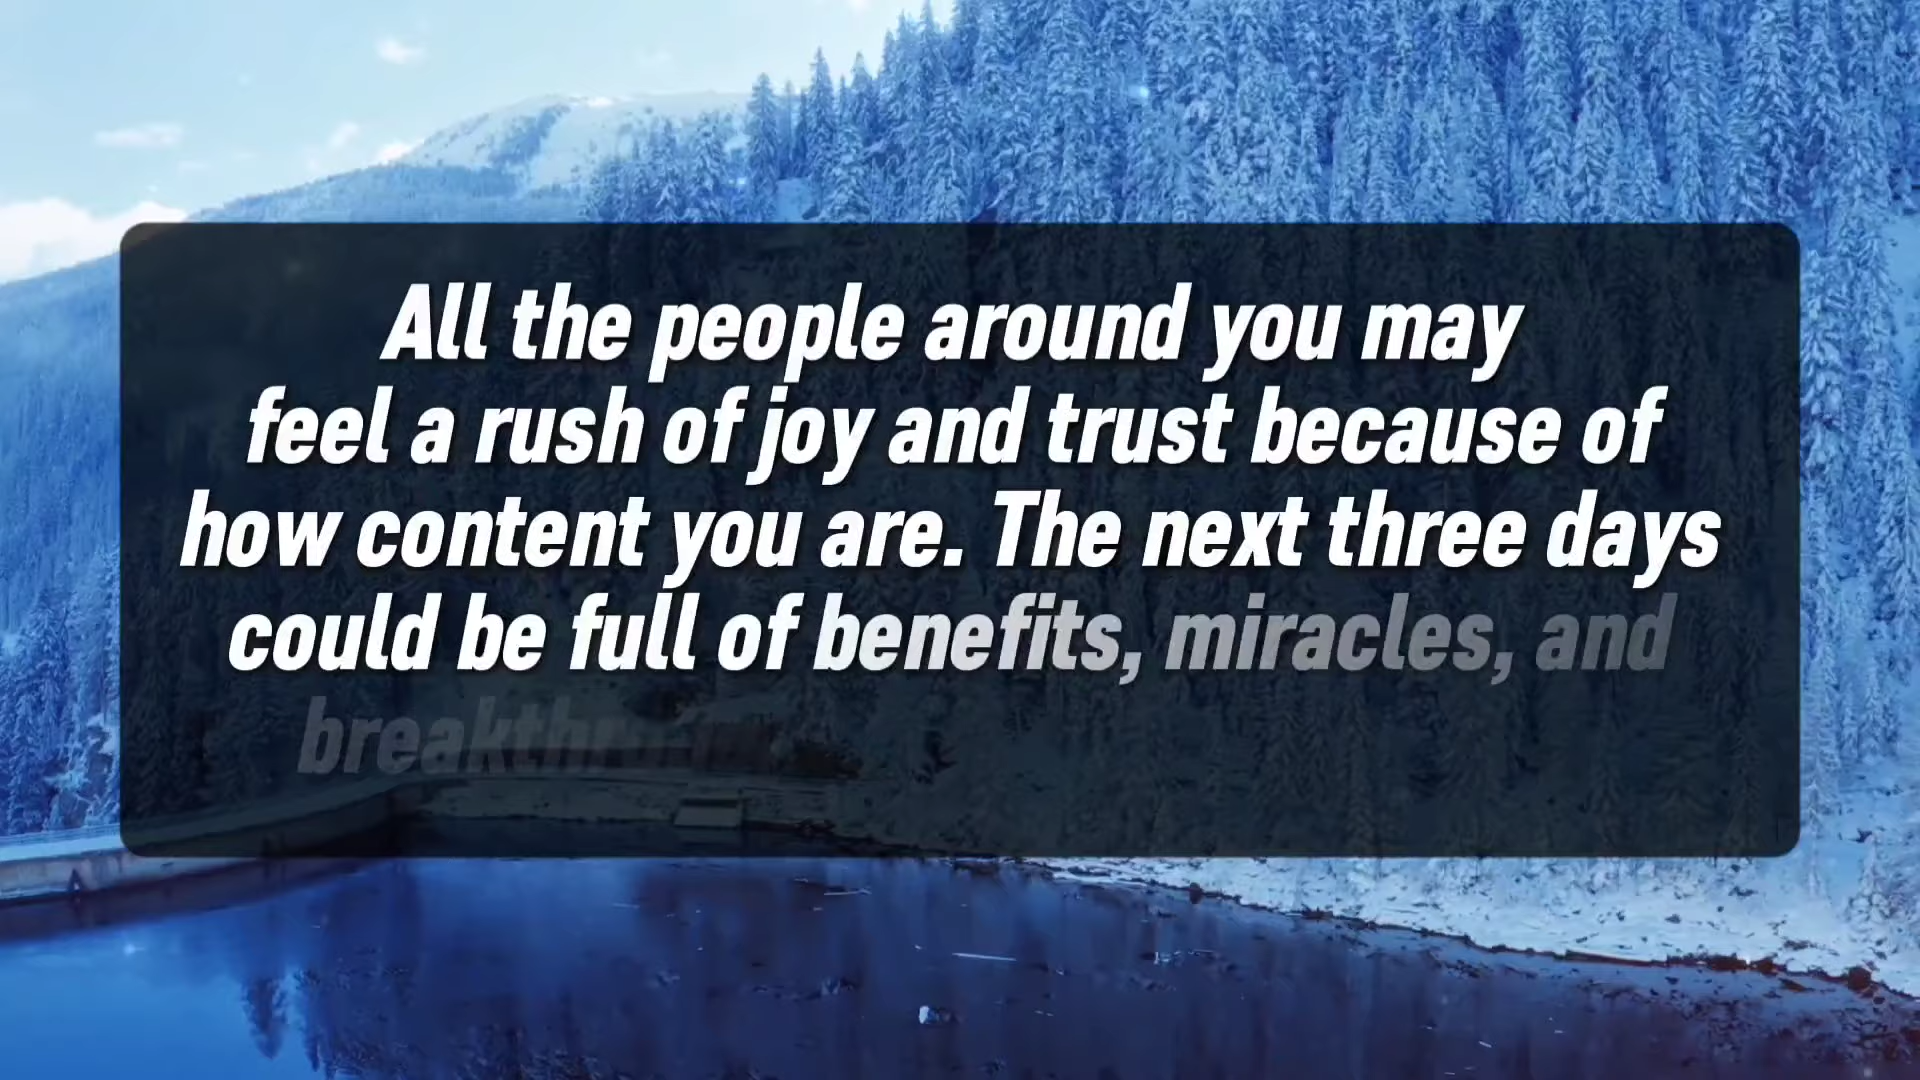 All the people around you may
feel a rush of joy and trust because of
how content you are. The next three days
could be full of benefits, miracles, and